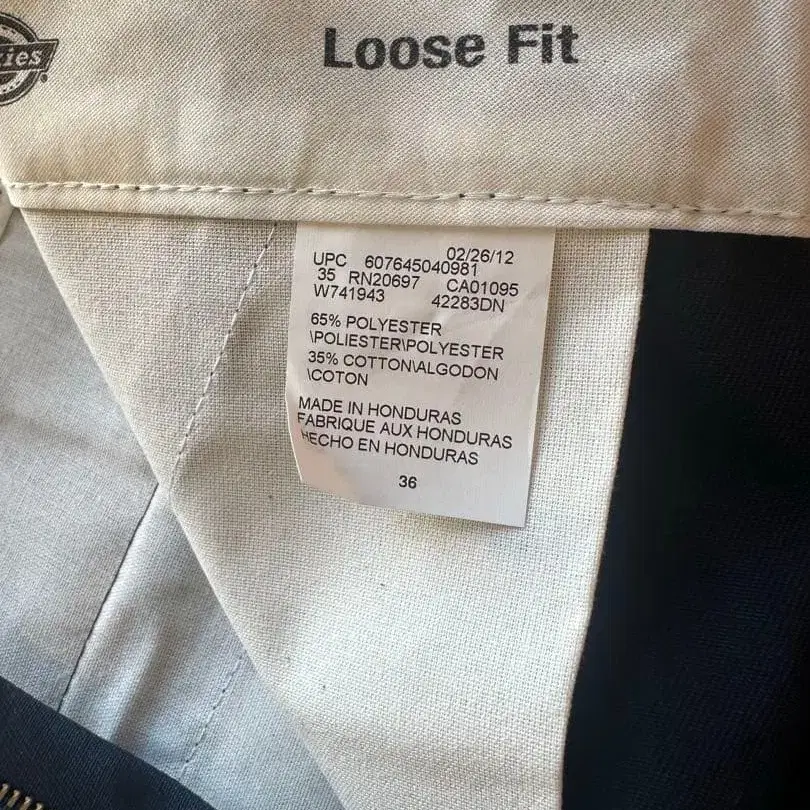 Loose Fit
02/26/12
UPC 607645040981
35 RN20697 CA01095
W741943 42283DN
65% POLYESTER
\POLIESTER\POLYESTER
35% COTTON\ALGODON
\COTON
MADE IN HONDURAS
FABRIQUE AUX HONDURAS
HECHO EN HONDURAS
36